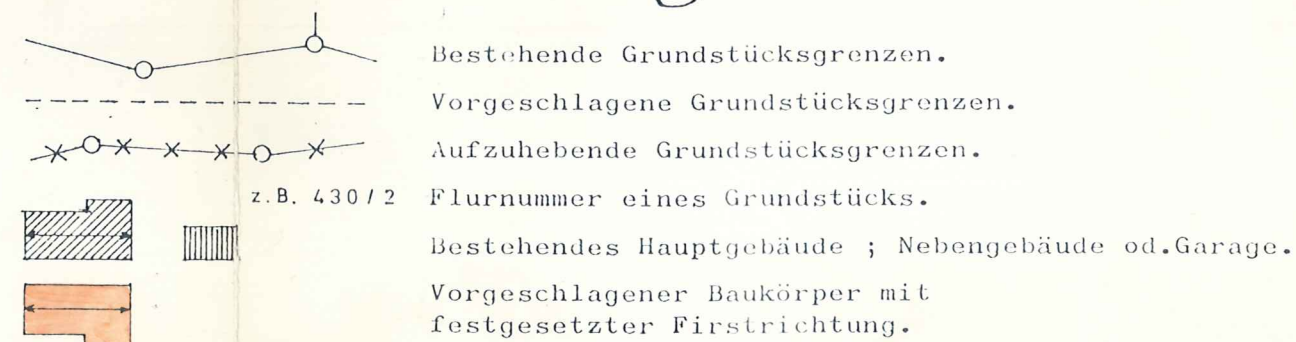 Bestehende Grundstücksgrenzen.
Vorgeschlagene Grundstücksgrenzen.
Aufzuhebende Grundstücksgrenzen.
z.B. 430/2 Flurnummer eines Grundstücks.
Bestehendes Hauptgebäude ; Nebengebäude od.Garage.
Vorgeschlagener Baukörper mit
festgesetzter Firstrichtung.